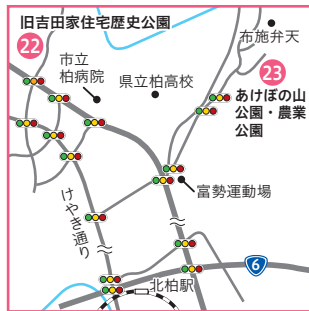 旧吉田家住宅歴史公園
22
布施弁天
市立
柏病院
県立柏高校
23
あけぼの山
公園・農業
公園
富勢運動場
けやき通り
6
北柏駅